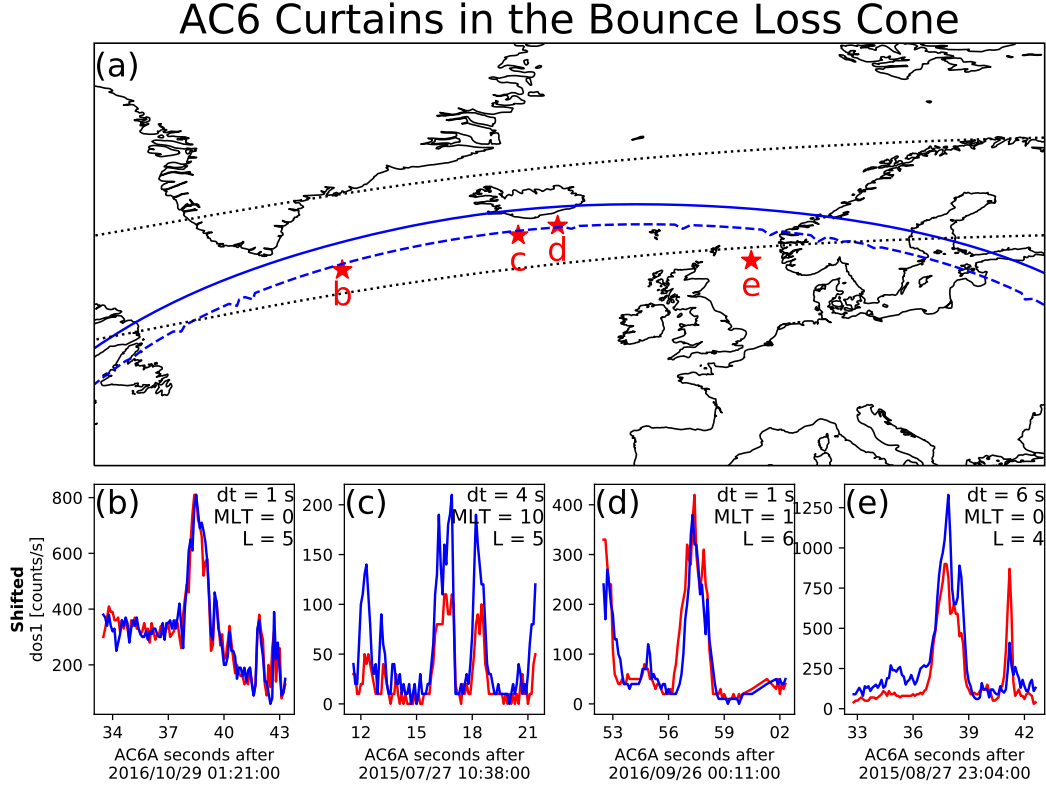 AC6 Curtains in the Bounce Loss Cone
(a)
b
c
d
e
(b)
dt = 1 s
MLT = 0
L = 5
800
600
400
200
34
37
40
43
Shifted
dos1 [counts/s]
AC6A seconds after
2016/10/29 01:21:00
(c)
dt = 4 s
MLT = 10
L = 5
200
150
100
50
0
12
15
18
21
AC6A seconds after
2015/07/27 10:38:00
(d)
dt = 1 s
MLT = 1
L = 6
400
300
200
100
0
53
56
59
02
AC6A seconds after
2016/09/26 00:11:00
(e)
dt = 6 s
MLT = 0
L = 4
1250
1000
750
500
250
0
33
36
39
42
AC6A seconds after
2015/08/27 23:04:00